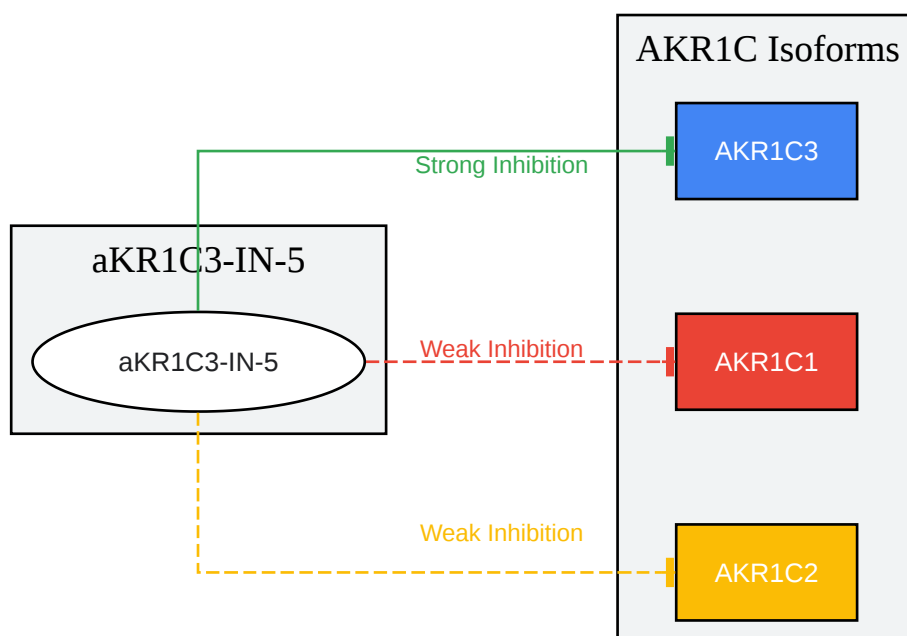 AKR1C Isoforms
AKR1C3
Strong Inhibition
aKR1C3-IN-5
aKR1C3-IN-5
Weak Inhibition
AKR1C1
Weak Inhibition
AKR1C2